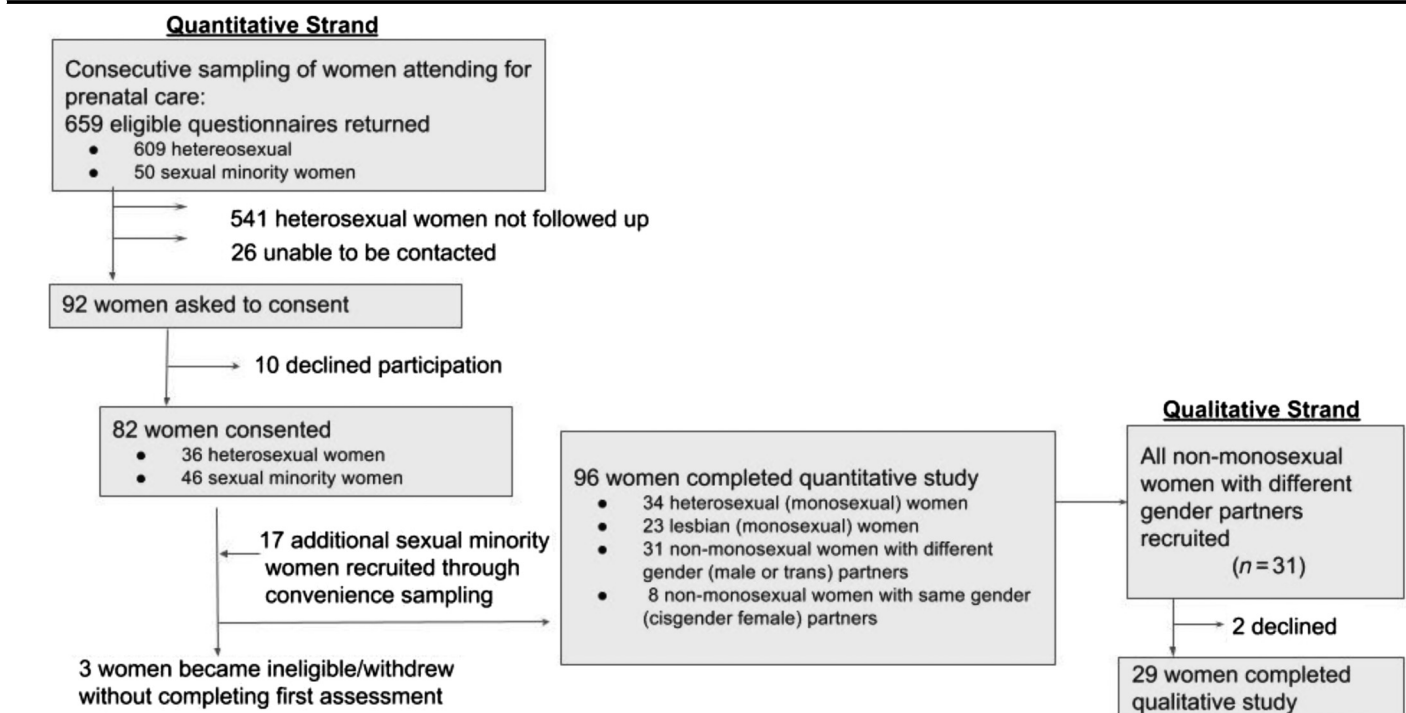 Quantitative Strand
Consecutive sampling of women attending for
prenatal care:
659 eligible questionnaires returned
● 609 hetereosexual
● 50 sexual minority women
541 heterosexual women not followed up
26 unable to be contacted
92 women asked to consent
10 declined participation
82 women consented
● 36 heterosexual women
● 46 sexual minority women
17 additional sexual minority
women recruited through
convenience sampling
3 women became ineligible/withdrew
without completing first assessment
96 women completed quantitative study
● 34 heterosexual (monosexual) women
● 23 lesbian (monosexual) women
● 31 non-monosexual women with different
gender (male or trans) partners
● 8 non-monosexual women with same gender
(cisgender female) partners
Qualitative Strand
All non-monosexual
women with different
gender partners
recruited
(n=31)
2 declined
29 women completed
qualitative study